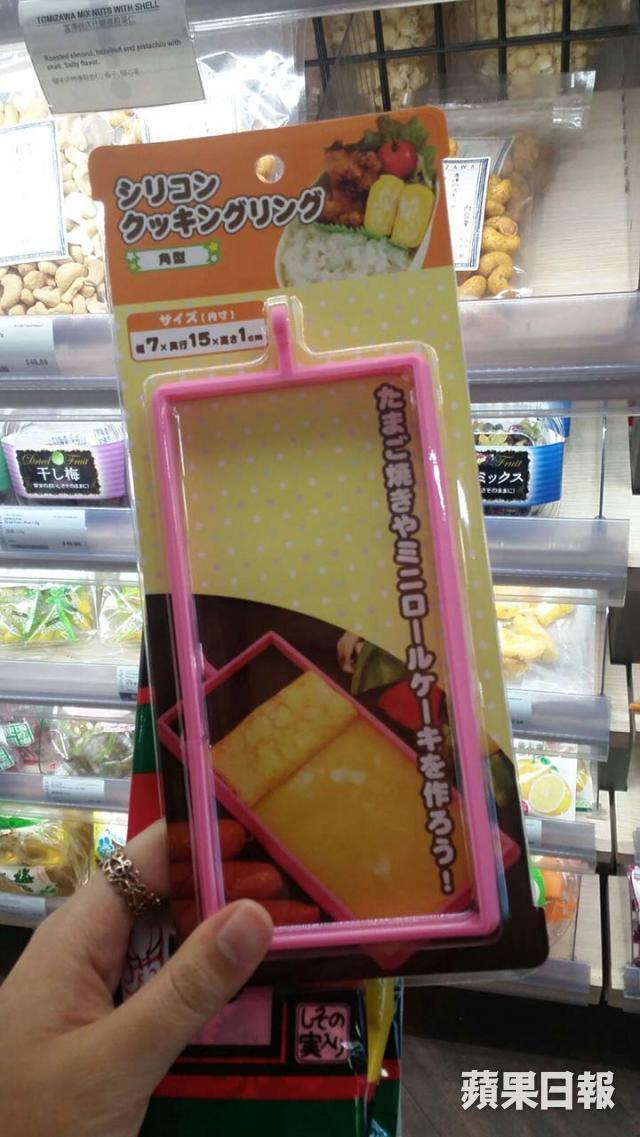 TOMIZAWA MIX NUTS WITH SHELL
Roasted almond, hazelnut and pistachio with
shell. Salty flavor.
シリコン
クッキングリング
角型
サイズ(内寸)
幅7×奥行15×高さ1cm
たまご焼きやミニロールケーキを作ろう!
Dried Fruit
干し梅
Fruit
ミックス
しその
実入り
蘋果日報